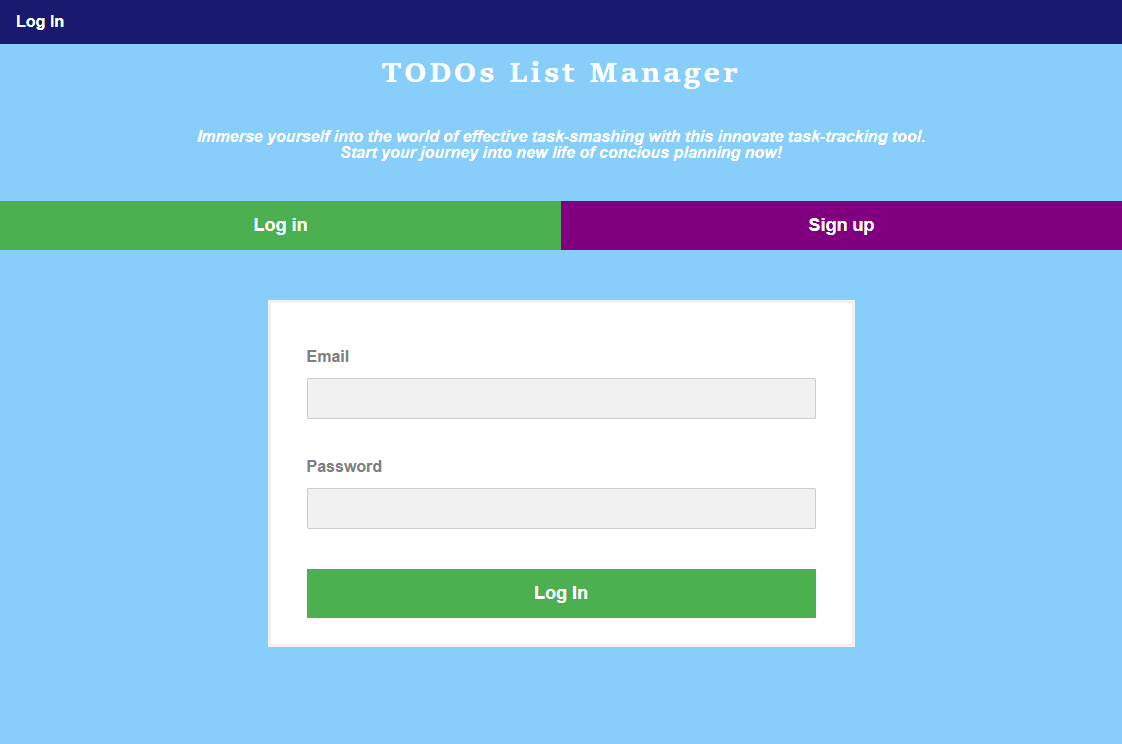 Log In
TODOs List Manager
Immerse yourself into the world of effective task-smashing with this innovate task-tracking tool.
Start your journey into new life of concious planning now!
Log in
Sign up
Email
Password
Log In